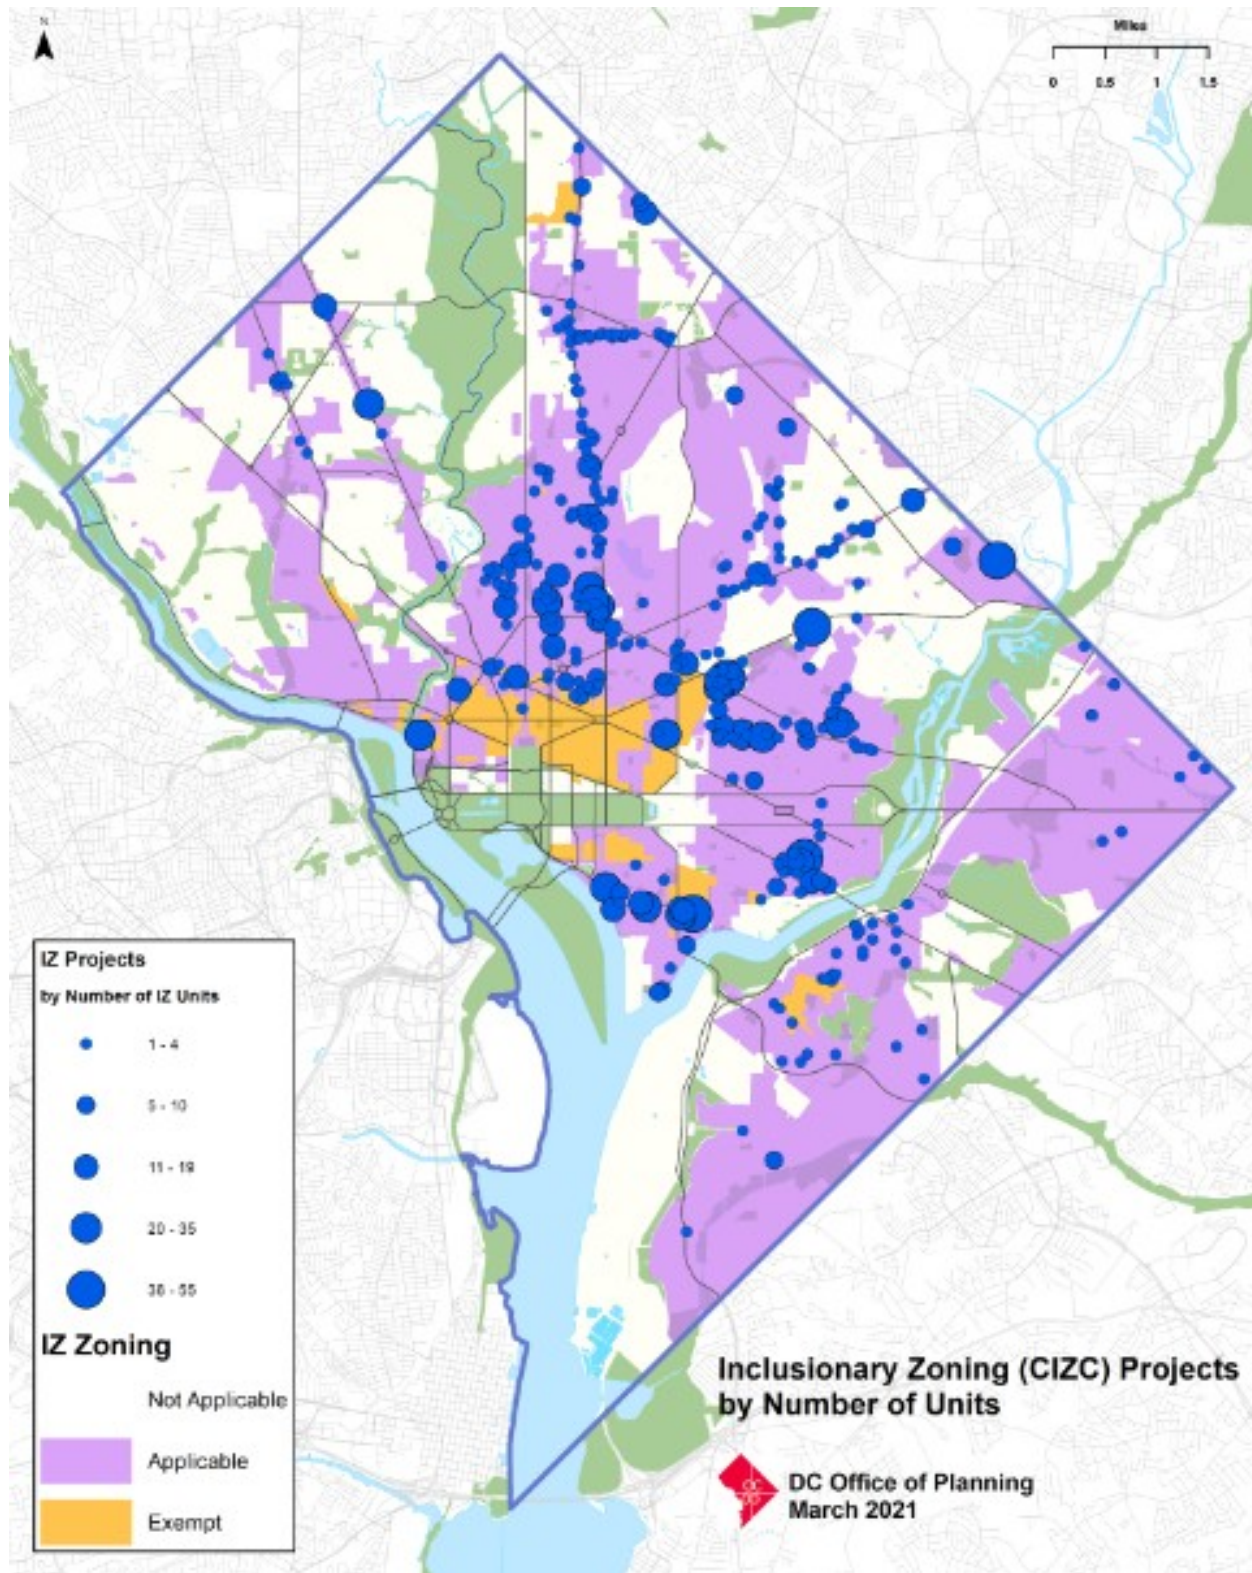 N
Miles
0 0.5 1 1.5
IZ Projects
by Number of IZ Units
1 - 4
5 - 10
11 - 19
20 - 35
36 - 55
IZ Zoning
Not Applicable
Applicable
Exempt
Inclusionary Zoning (CIZC) Projects
by Number of Units
DC Office of Planning
March 2021